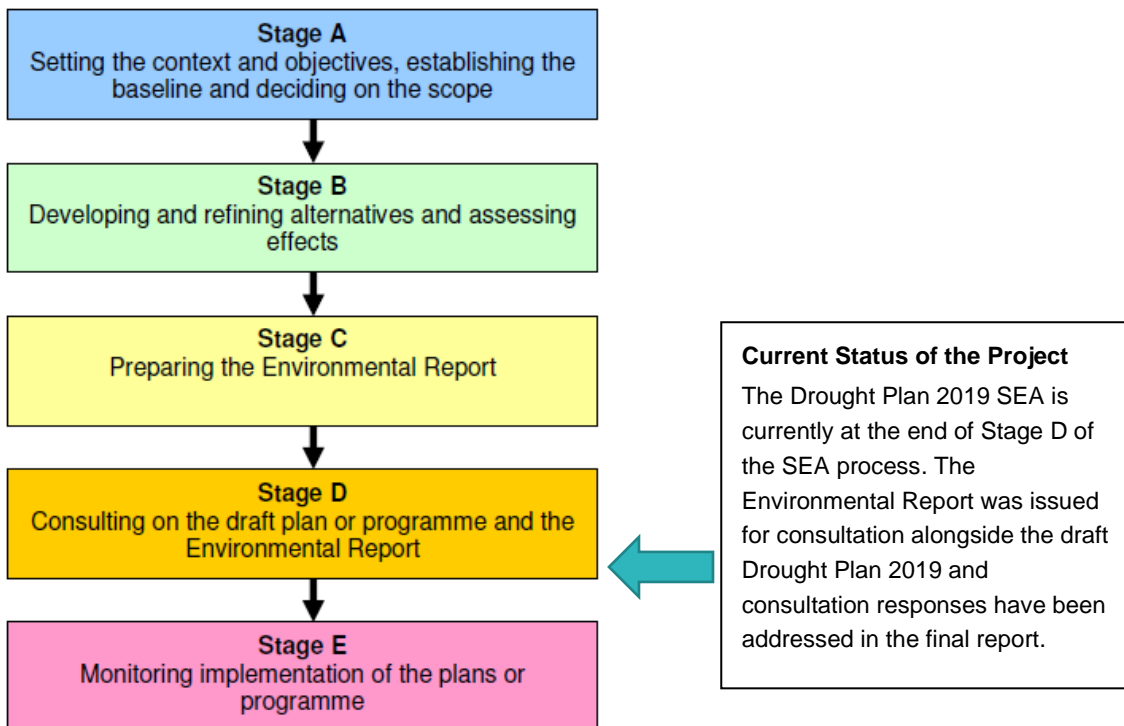 Stage A
Setting the context and objectives, establishing the
baseline and deciding on the scope
Stage B
Developing and refining alternatives and assessing
effects
Stage C
Preparing the Environmental Report
Stage D
Consulting on the draft plan or programme and the
Environmental Report
Stage E
Monitoring implementation of the plans or
programme
Current Status of the Project
The Drought Plan 2019 SEA is
currently at the end of Stage D of
the SEA process. The
Environmental Report was issued
for consultation alongside the draft
Drought Plan 2019 and
consultation responses have been
addressed in the final report.